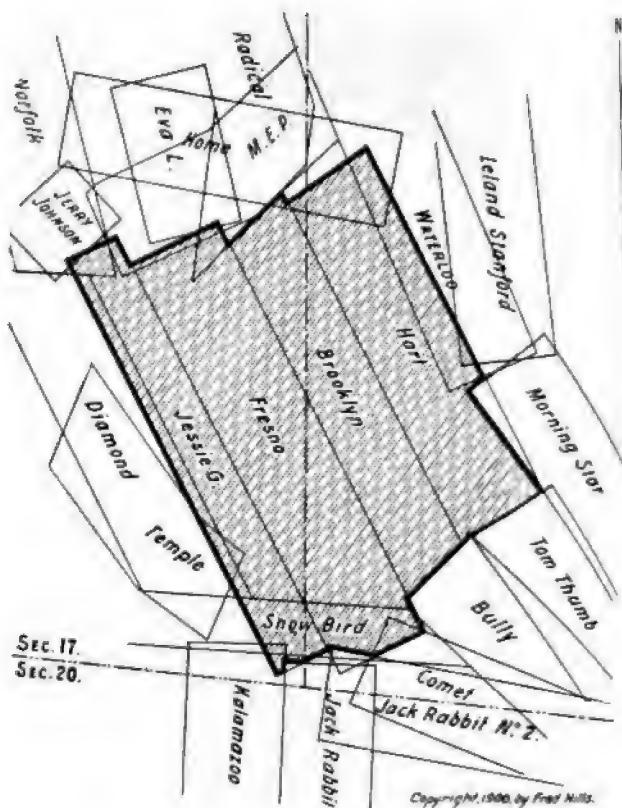 N
Norfolk
Radical
Eva L.
Home
M.E.P.
JERRY
JOHNSON
WATERLOO
Leland Stanford
Hart
Brooklyn
Fresno
Jessie G.
Diamond
Temple
Morning Star
Tom Thumb
Bully
Snow Bird
SEC. 17.
SEC. 20.
Comet
Jack Rabbit Nº 2.
Kalamazoo
Jack Rabbit
Copyright, 1906, by Fred Hills.